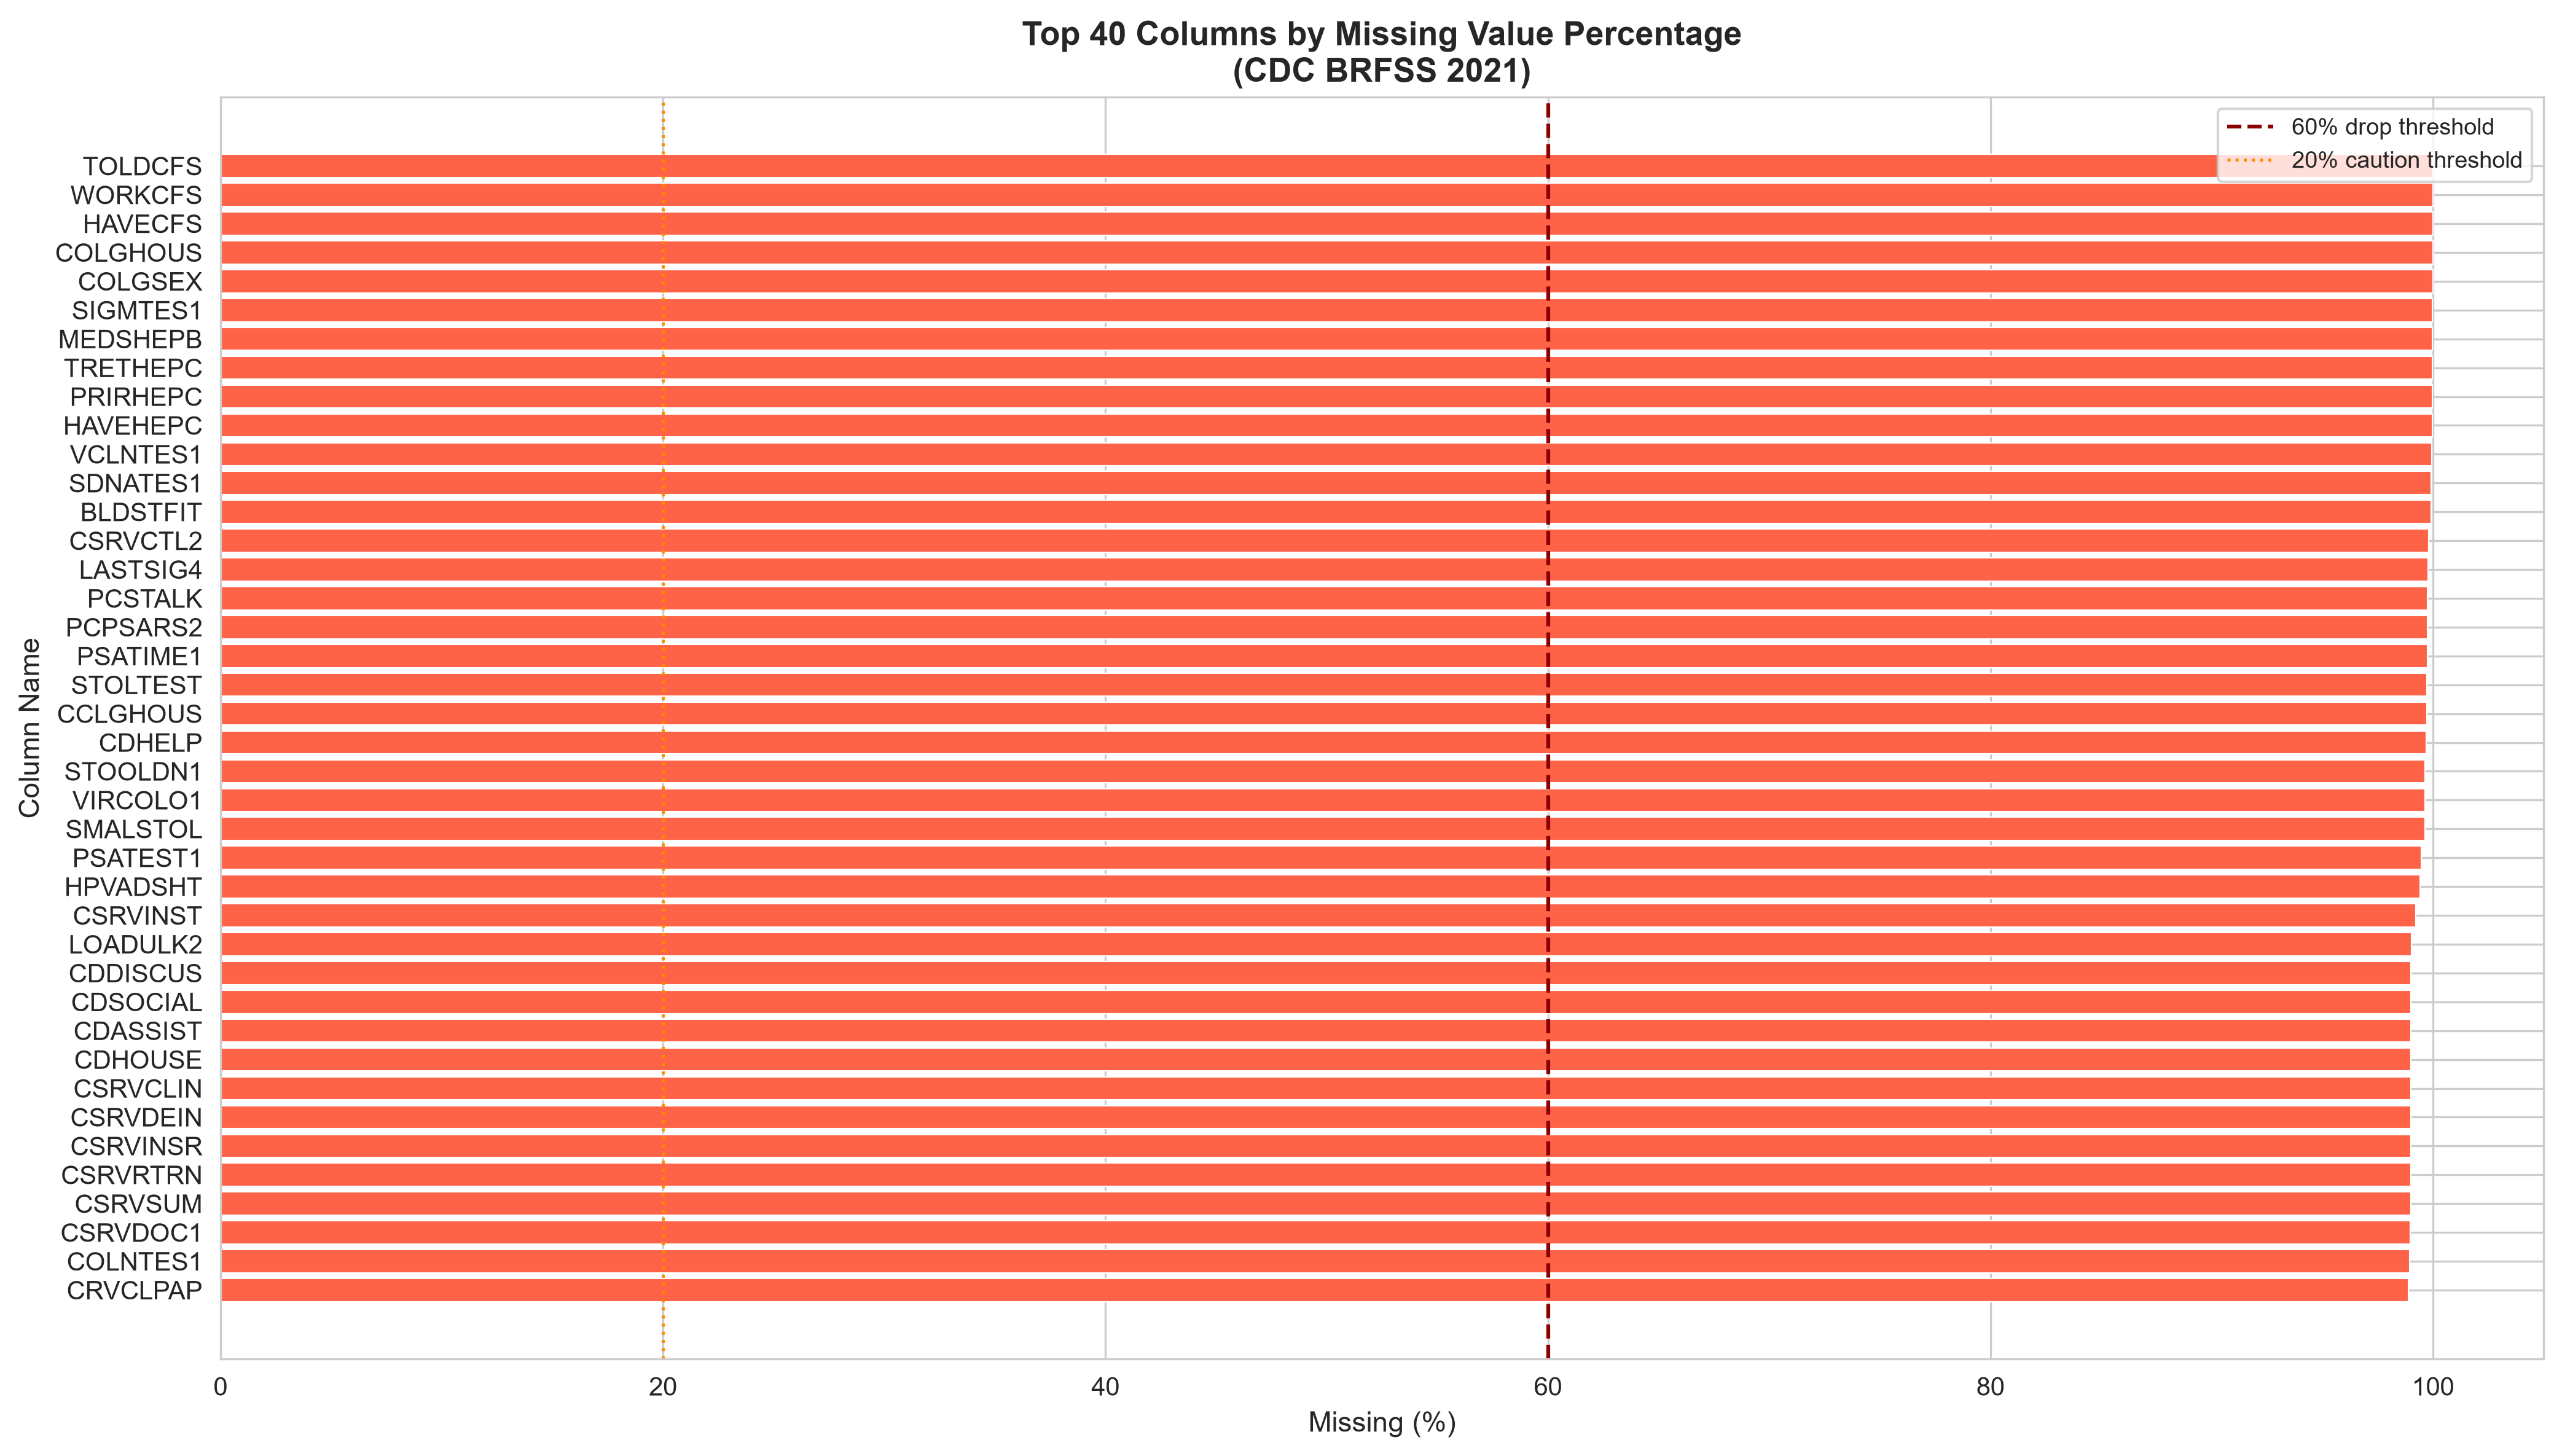 Top 40 Columns by Missing Value Percentage
(CDC BRFSS 2021)
60% drop threshold
20% caution threshold
Column Name
TOLDCFS
WORKCFS
HAVECFS
COLGHOUS
COLGSEX
SIGMTES1
MEDSHEPB
TRETHEPC
PRIRHEPC
HAVEHEPC
VCLNTES1
SDNATES1
BLDSTFIT
CSRVCTL2
LASTSIG4
PCSTALK
PCPSARS2
PSATIME1
STOLTEST
CCLGHOUS
CDHELP
STOOLDN1
VIRCOLO1
SMALSTOL
PSATEST1
HPVADSHT
CSRVINST
LOADULK2
CDDISCUS
CDSOCIAL
CDASSIST
CDHOUSE
CSRVCLIN
CSRVDEIN
CSRVINSR
CSRVRTRN
CSRVSUM
CSRVDOC1
COLNTES1
CRVCLPAP
0 20 40 60 80 100
Missing (%)